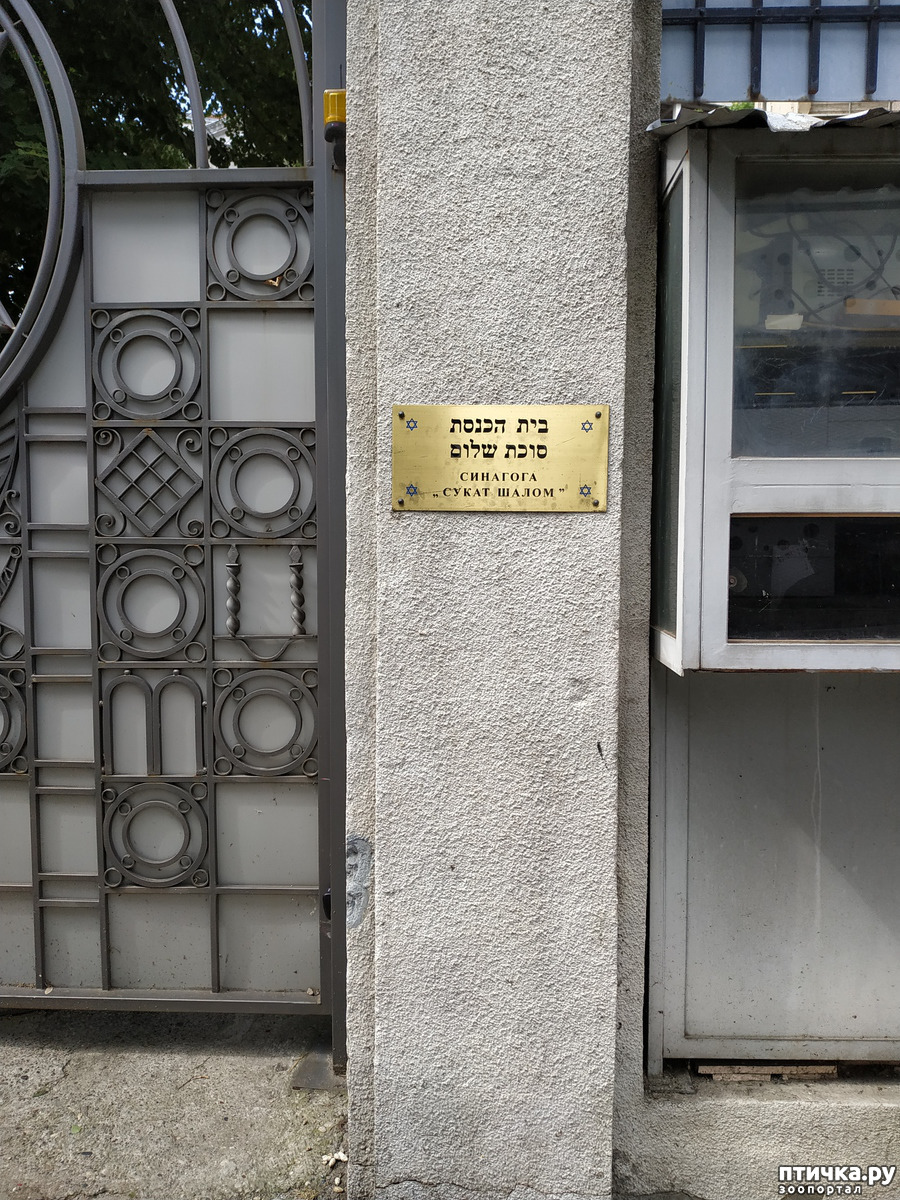 בית הכנסת
סוכת שלום
СИНАГОГА
„СУКАТ ШАЛОМ”
птичка.ру
зоопортал